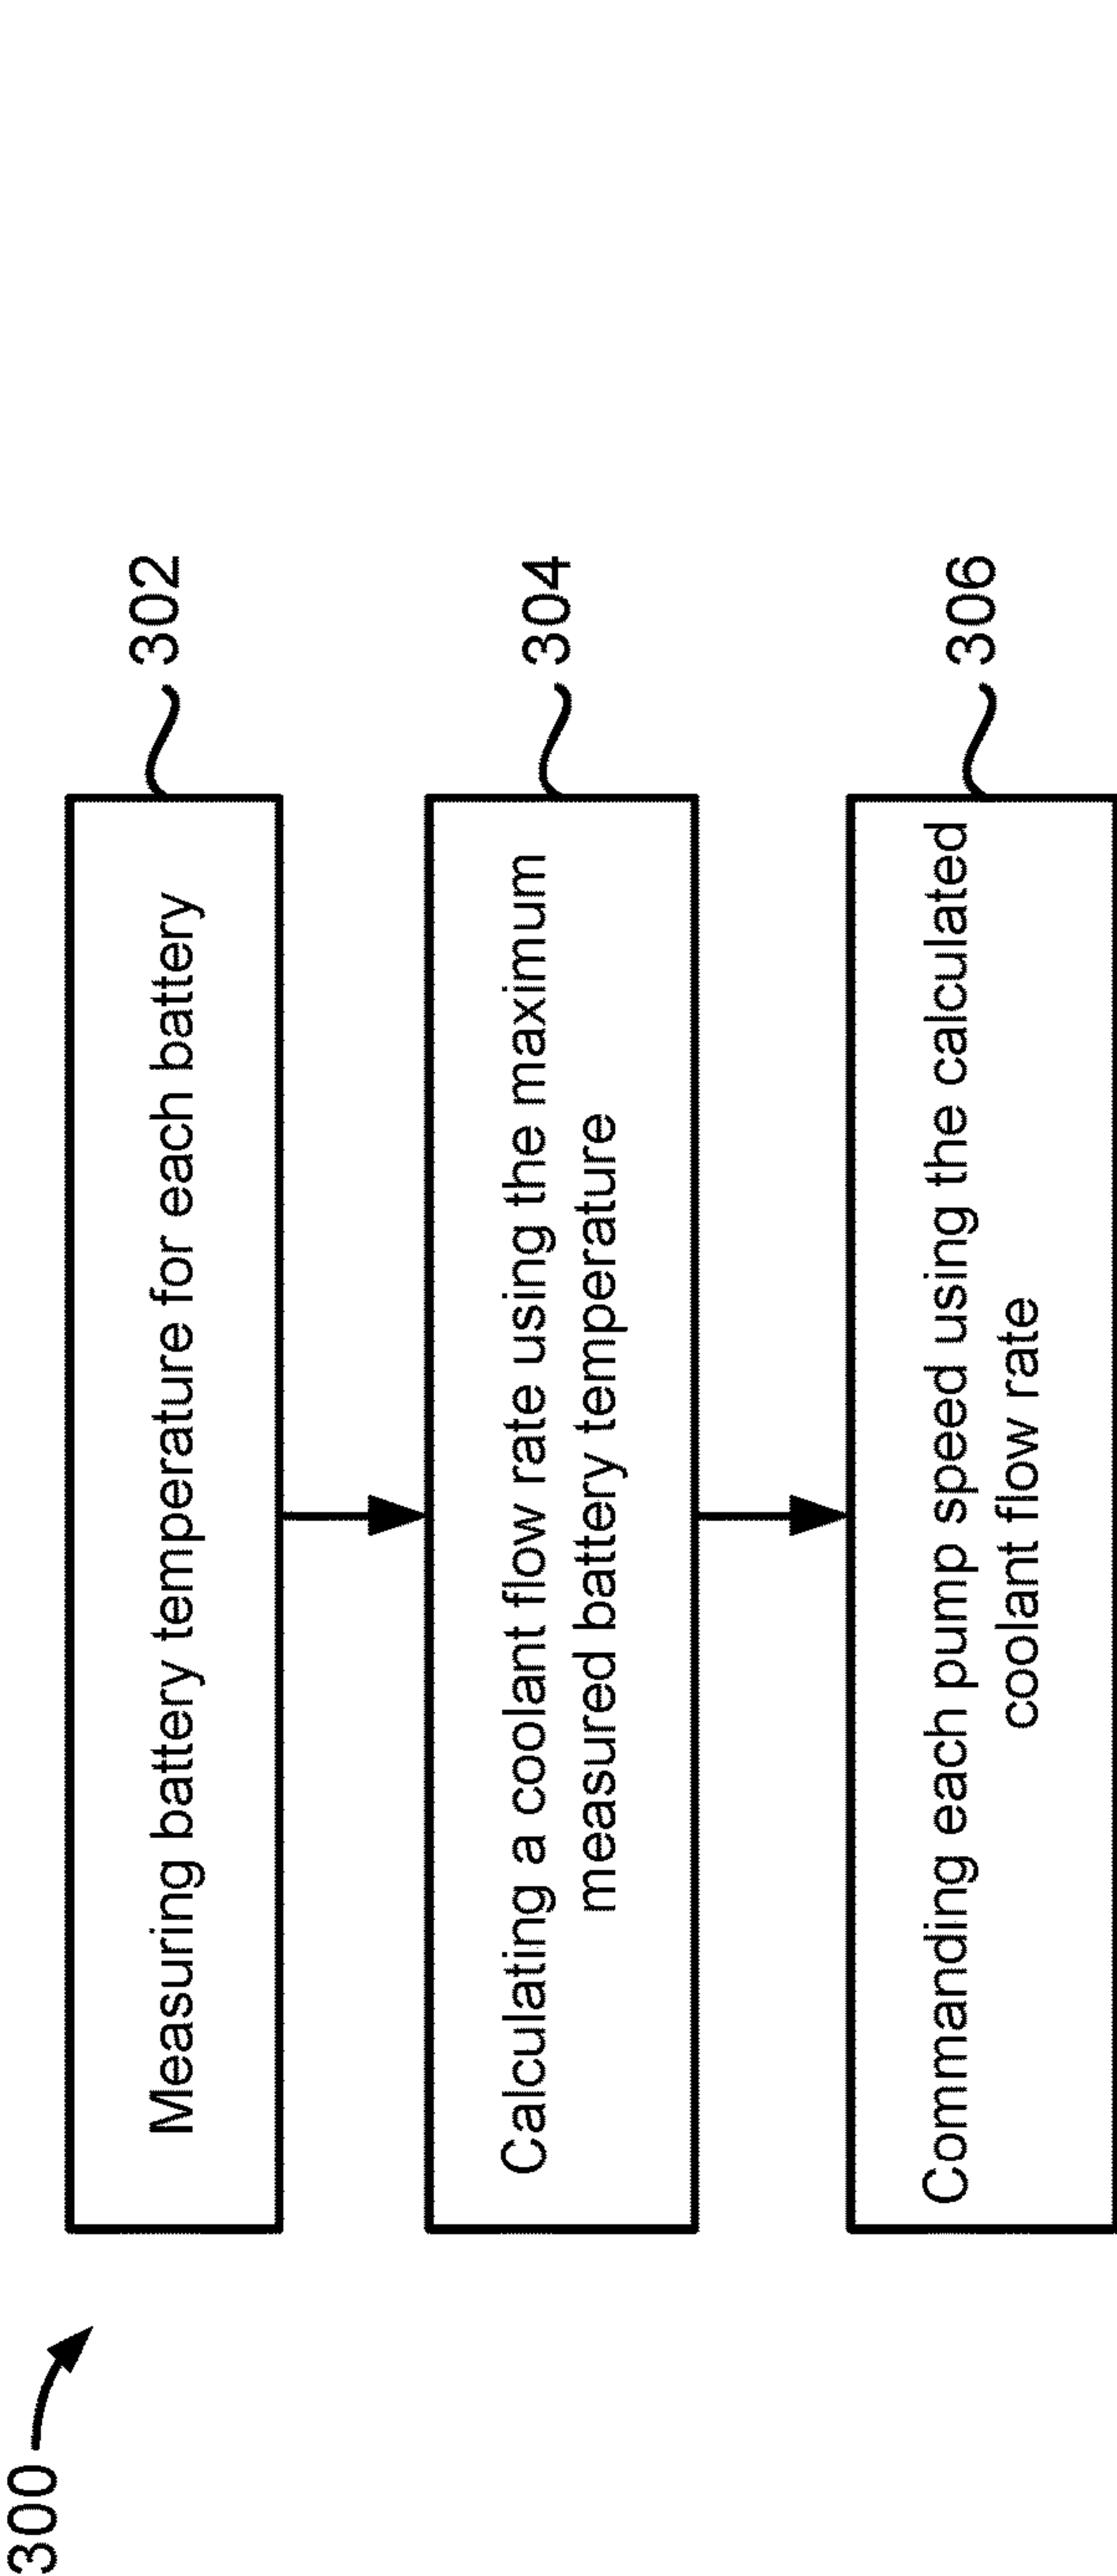 300
Measuring battery temperature for each battery
302
Calculating a coolant flow rate using the maximum
measured battery temperature
304
Commanding each pump speed using the calculated
coolant flow rate
306